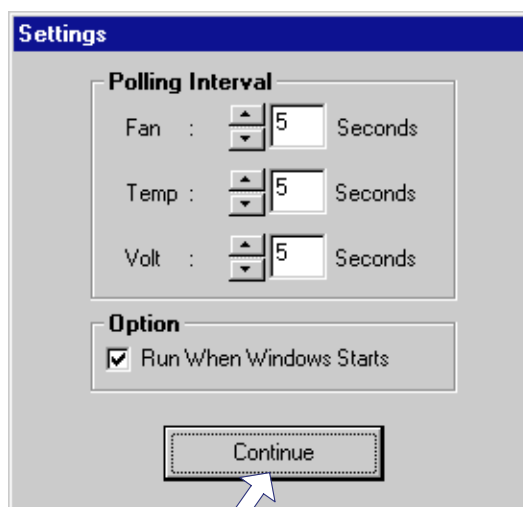 Settings
Polling Interval
Fan : 5 Seconds
Temp : 5 Seconds
Volt : 5 Seconds
Option
Run When Windows Starts
Continue